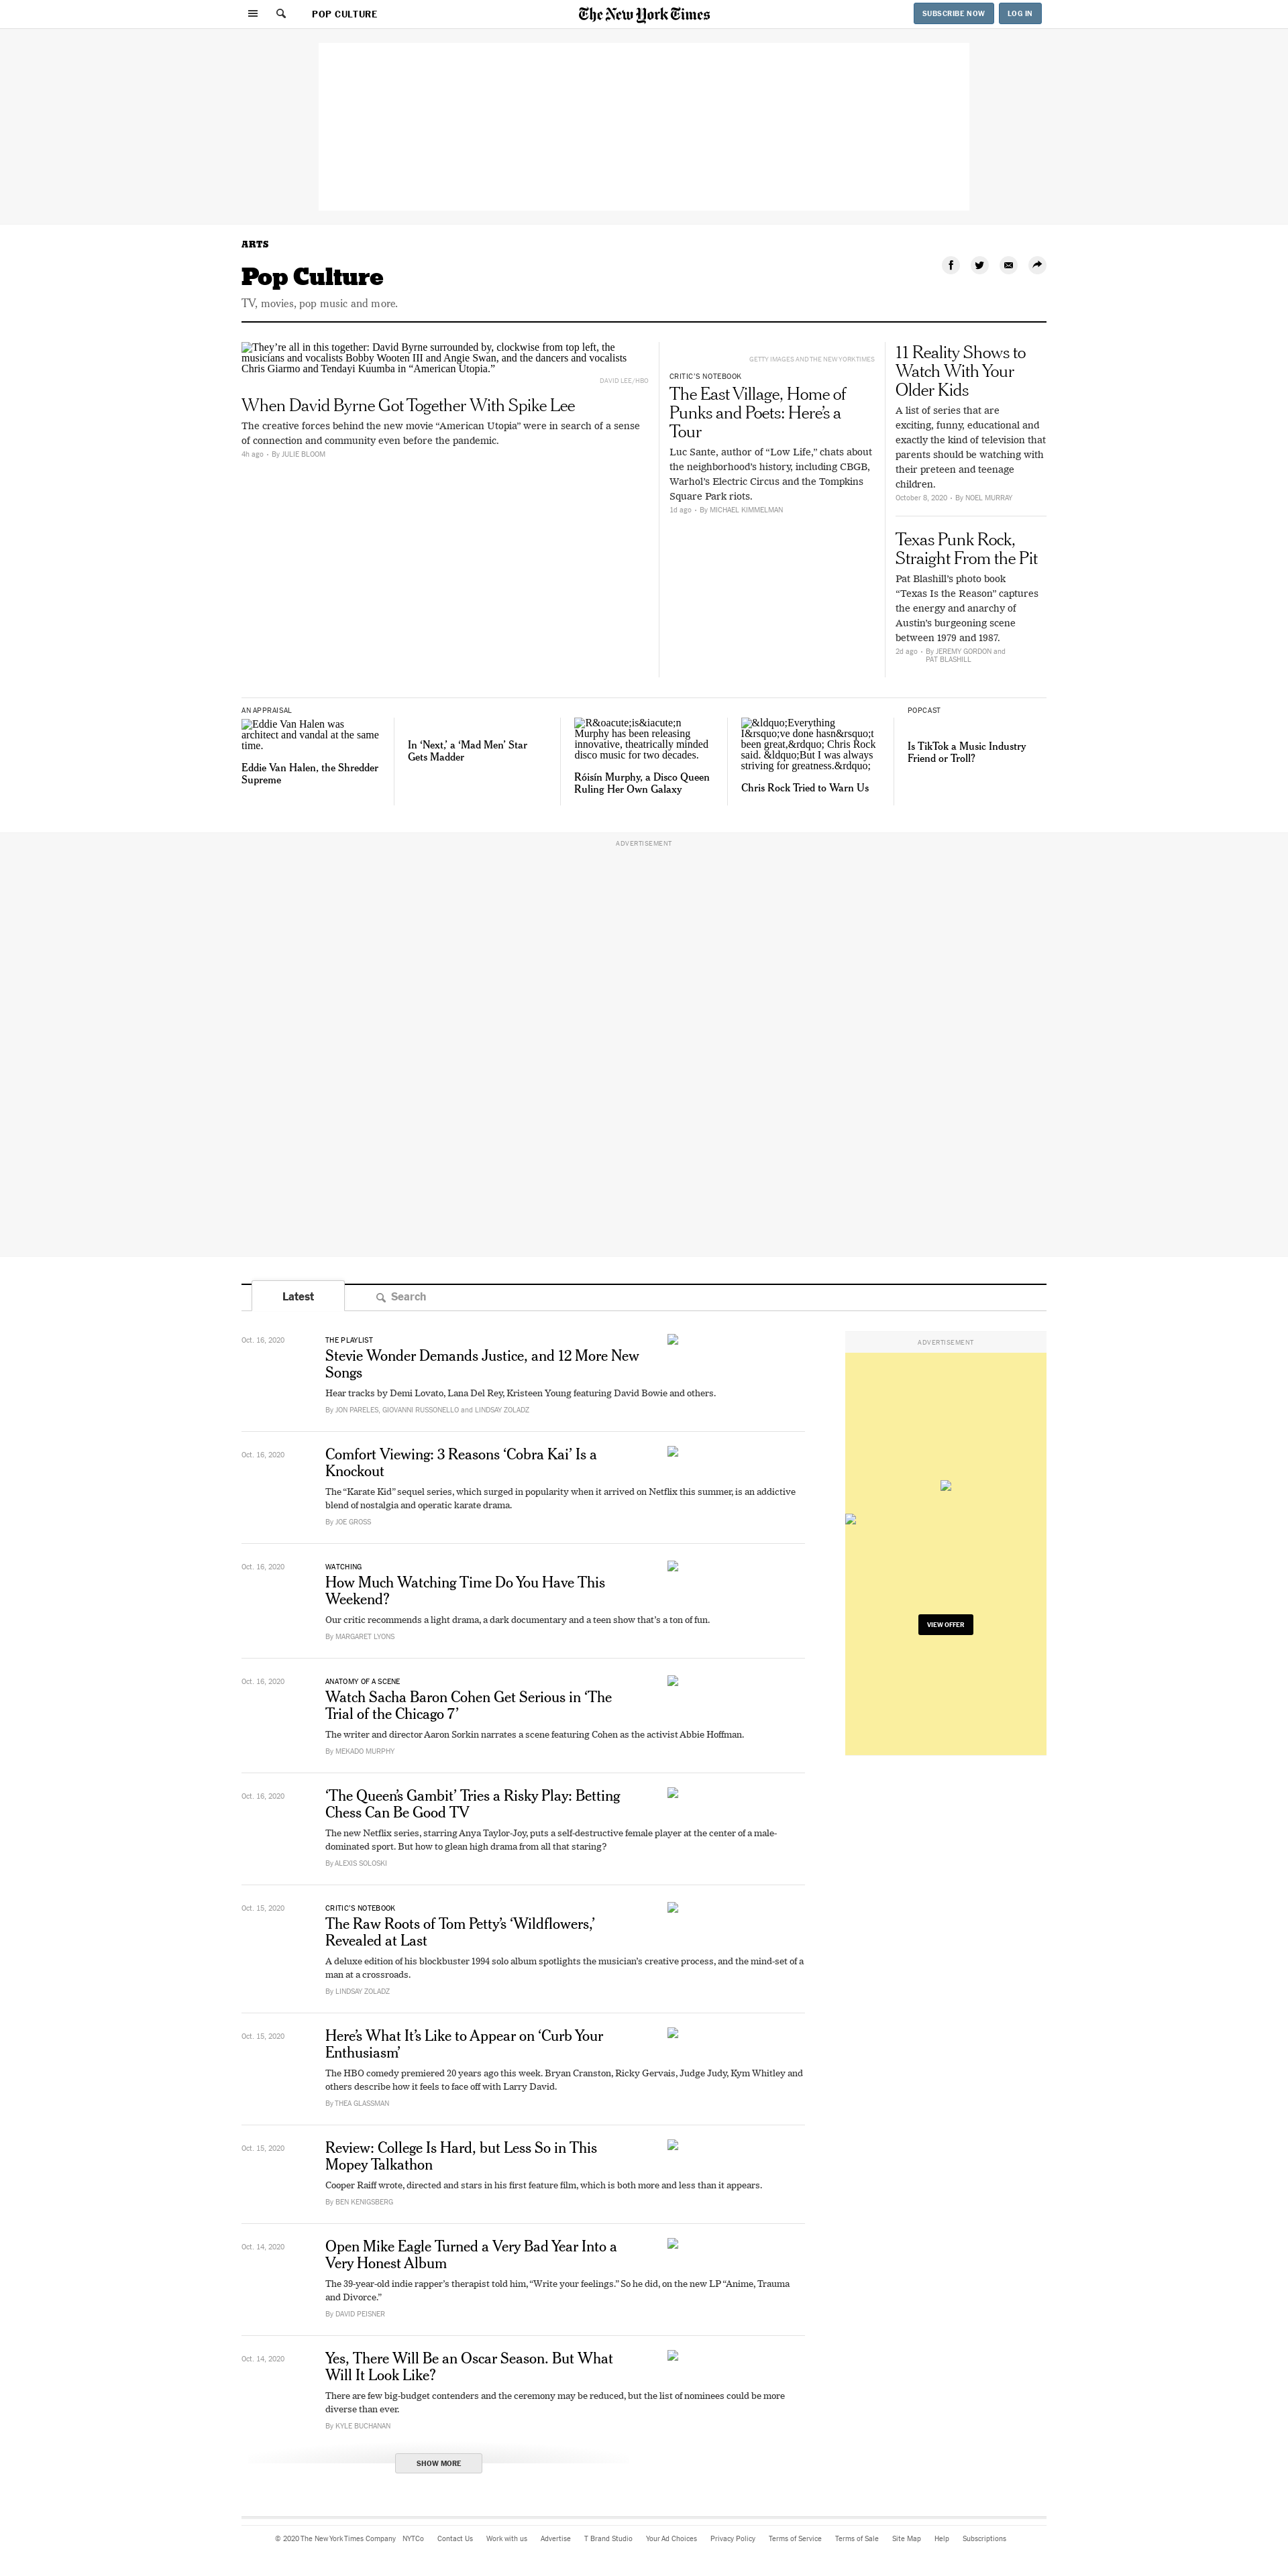 POP CULTURE
The New York Times
SUBSCRIBE NOW
LOG IN
ARTS
Pop Culture
TV, movies, pop music and more.
They're all in this together: David Byrne surrounded by, clockwise from top left, the
musicians and vocalists Bobby Wooten III and Angie Swan, and the dancers and vocalists
Chris Giarmo and Tendayi Kuumba in “American Utopia.”
DAVID LEE/HBO
When David Byrne Got Together With Spike Lee
The creative forces behind the new movie “American Utopia” were in search of a sense
of connection and community even before the pandemic.
4h ago · By JULIE BLOOM
GETTY IMAGES AND THE NEW YORK TIMES
CRITIC'S NOTEBOOK
The East Village, Home of
Punks and Poets: Here’s a
Tour
Luc Sante, author of “Low Life,” chats about
the neighborhood’s history, including CBGB,
Warhol’s Electric Circus and the Tompkins
Square Park riots.
1d ago · By MICHAEL KIMMELMAN
11 Reality Shows to
Watch With Your
Older Kids
A list of series that are
exciting, funny, educational and
exactly the kind of television that
parents should be watching with
their preteen and teenage
children.
October 8, 2020 · By NOEL MURRAY
Texas Punk Rock,
Straight From the Pit
Pat Blashill’s photo book
“Texas Is the Reason” captures
the energy and anarchy of
Austin’s burgeoning scene
between 1979 and 1987.
2d ago · By JEREMY GORDON and
PAT BLASHILL
AN APPRAISAL
Eddie Van Halen was
architect and vandal at the same
time.
Eddie Van Halen, the Shredder
Supreme
In ‘Next,’ a ‘Mad Men’ Star
Gets Madder
R&oacute;is&iacute;n
Murphy has been releasing
innovative, theatrically minded
disco music for two decades.
Róisín Murphy, a Disco Queen
Ruling Her Own Galaxy
&ldquo;Everything
I&rsquo;ve done hasn&rsquo;t
been great,&rdquo; Chris Rock
said. &ldquo;But I was always
striving for greatness.&rdquo;
Chris Rock Tried to Warn Us
POPCAST
Is TikTok a Music Industry
Friend or Troll?
ADVERTISEMENT
Latest
Search
Oct. 16, 2020
THE PLAYLIST
Stevie Wonder Demands Justice, and 12 More New
Songs
Hear tracks by Demi Lovato, Lana Del Rey, Kristeen Young featuring David Bowie and others.
By JON PARELES, GIOVANNI RUSSONELLO and LINDSAY ZOLADZ
ADVERTISEMENT
VIEW OFFER
Oct. 16, 2020
Comfort Viewing: 3 Reasons ‘Cobra Kai’ Is a
Knockout
The “Karate Kid” sequel series, which surged in popularity when it arrived on Netflix this summer, is an addictive
blend of nostalgia and operatic karate drama.
By JOE GROSS
Oct. 16, 2020
WATCHING
How Much Watching Time Do You Have This
Weekend?
Our critic recommends a light drama, a dark documentary and a teen show that’s a ton of fun.
By MARGARET LYONS
Oct. 16, 2020
ANATOMY OF A SCENE
Watch Sacha Baron Cohen Get Serious in ‘The
Trial of the Chicago 7’
The writer and director Aaron Sorkin narrates a scene featuring Cohen as the activist Abbie Hoffman.
By MEKADO MURPHY
Oct. 16, 2020
‘The Queen’s Gambit’ Tries a Risky Play: Betting
Chess Can Be Good TV
The new Netflix series, starring Anya Taylor-Joy, puts a self-destructive female player at the center of a male-
dominated sport. But how to glean high drama from all that staring?
By ALEXIS SOLOSKI
Oct. 15, 2020
CRITIC'S NOTEBOOK
The Raw Roots of Tom Petty’s ‘Wildflowers,’
Revealed at Last
A deluxe edition of his blockbuster 1994 solo album spotlights the musician’s creative process, and the mind-set of a
man at a crossroads.
By LINDSAY ZOLADZ
Oct. 15, 2020
Here’s What It’s Like to Appear on ‘Curb Your
Enthusiasm’
The HBO comedy premiered 20 years ago this week. Bryan Cranston, Ricky Gervais, Judge Judy, Kym Whitley and
others describe how it feels to face off with Larry David.
By THEA GLASSMAN
Oct. 15, 2020
Review: College Is Hard, but Less So in This
Mopey Talkathon
Cooper Raiff wrote, directed and stars in his first feature film, which is both more and less than it appears.
By BEN KENIGSBERG
Oct. 14, 2020
Open Mike Eagle Turned a Very Bad Year Into a
Very Honest Album
The 39-year-old indie rapper’s therapist told him, “Write your feelings.” So he did, on the new LP “Anime, Trauma
and Divorce.”
By DAVID PEISNER
Oct. 14, 2020
Yes, There Will Be an Oscar Season. But What
Will It Look Like?
There are few big-budget contenders and the ceremony may be reduced, but the list of nominees could be more
diverse than ever.
By KYLE BUCHANAN
SHOW MORE
© 2020 The New York Times Company NYTCo Contact Us Work with us Advertise T Brand Studio Your Ad Choices Privacy Policy Terms of Service Terms of Sale Site Map Help Subscriptions